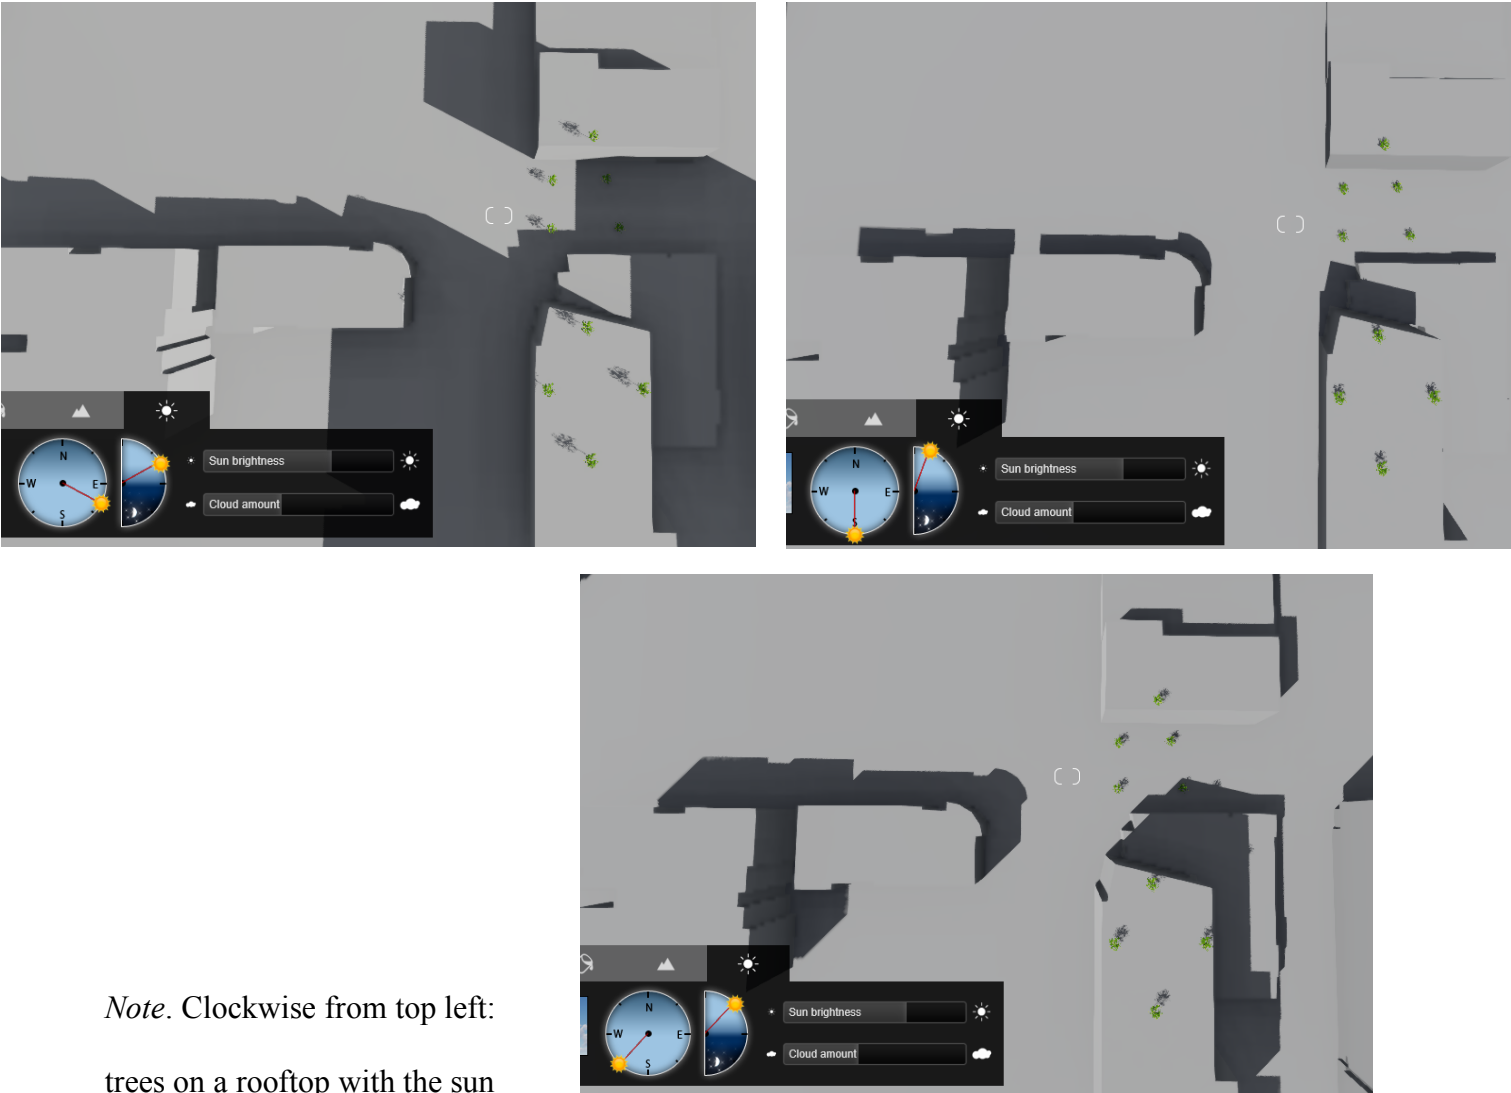 N
W
E
S
Sun brightness
Cloud amount
N
W
E
S
Sun brightness
Cloud amount
N
W
E
S
Sun brightness
Cloud amount
Note. Clockwise from top left:
trees on a rooftop with the sun